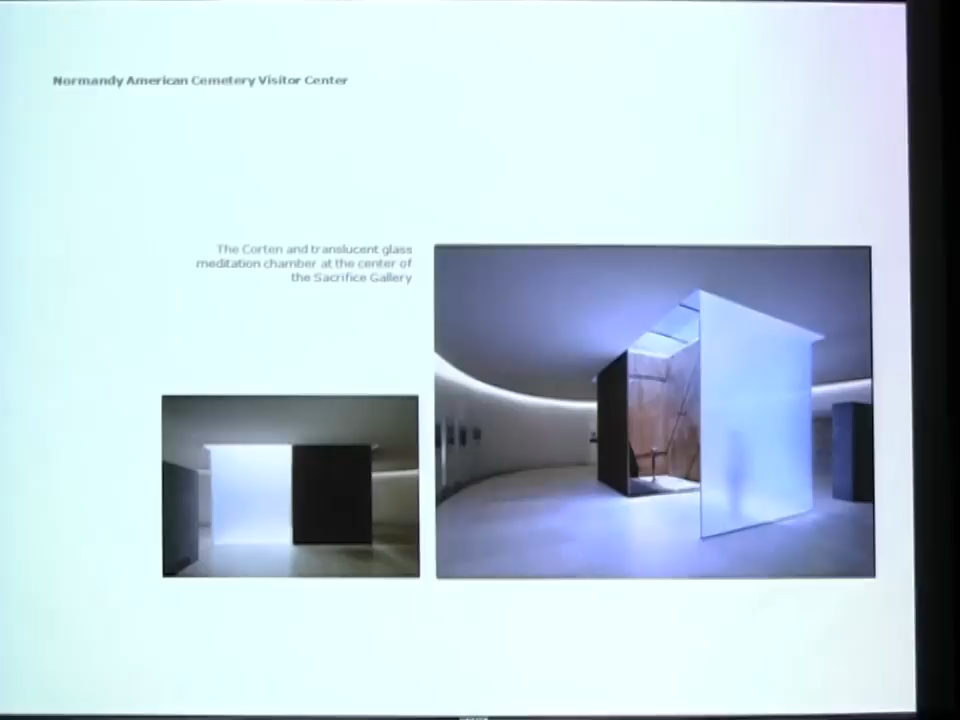 Normandy American Cemetery Visitor Center
The Corten and translucent glass
meditation chamber at the center of
the Sacrifice Gallery